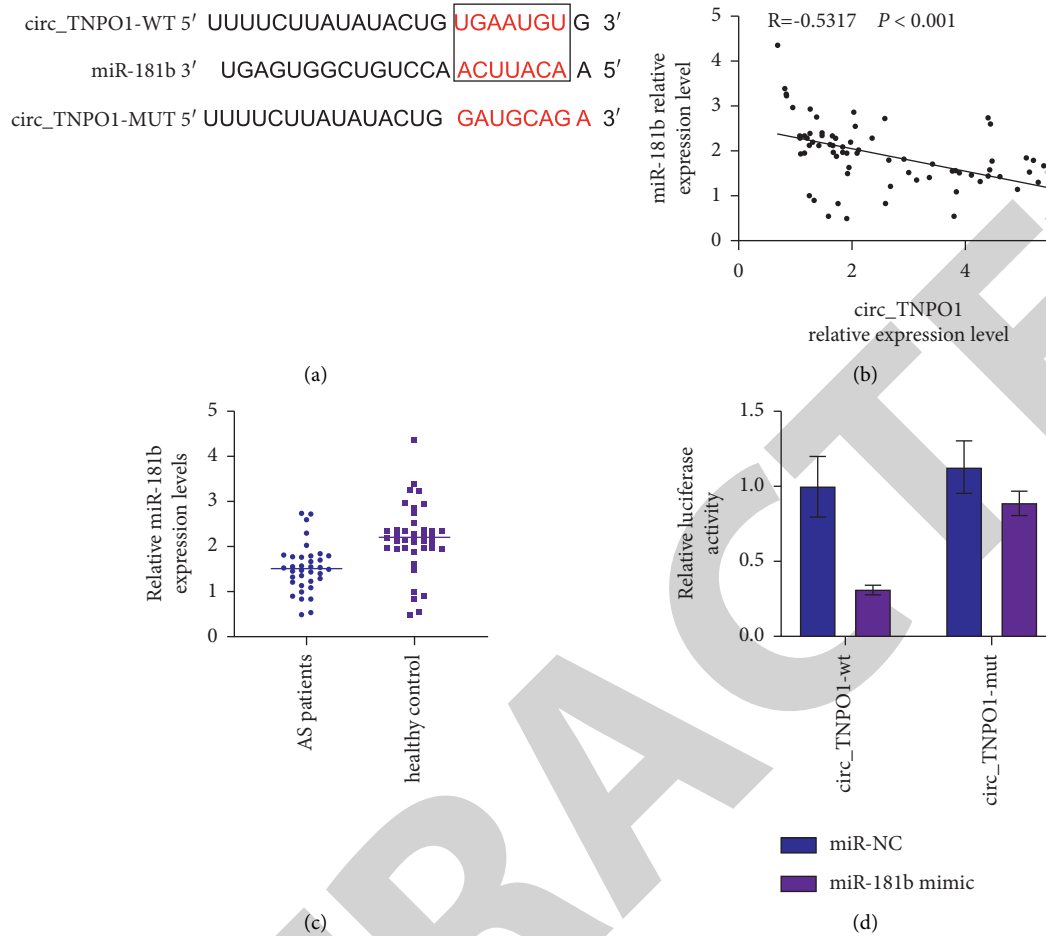 circ_TNPO1-WT 5′ UUUUCUUAUAUACUG UGAAUGU G 3′
miR-181b 3′ UGAGUGGCUGUCCA ACUUACA A 5′
circ_TNPO1-MUT 5′ UUUUCUUAUAUACUG GAUGCAG A 3′
(a)
R=-0.5317 P < 0.001
miR-181b relative
expression level
5
4
3
2
1
0
0 2 4
circ_TNPO1
relative expression level
(b)
Relative miR-181b
expression levels
5
4
3
2
1
0
AS patients
healthy control
(c)
Relative luciferase
activity
1.5
1.0
0.5
0.0
circ_TNPO1-wt
circ_TNPO1-mut
miR-NC
miR-181b mimic
(d)